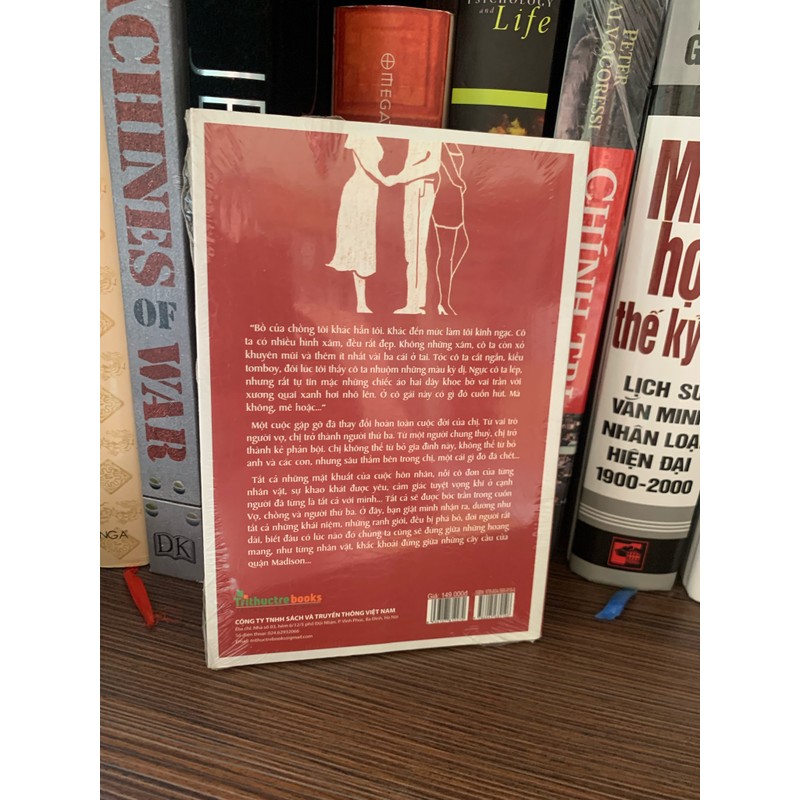 ACHINES OF WAR
DK
OMEGA
PSYCHOLOGY
and
Life
PETER
CALVOCORESSI
CHÍNH TRỊ
thế kỷ
LỊCH SỬ
VĂN MINH
NHÂN LOẠI
HIỆN ĐẠI
1900-2000
“Bồ của chồng tôi khác hẳn tôi. Khác đến mức làm tôi kinh ngạc. Cô
ta có nhiều hình xăm, đều rất đẹp. Không những xăm, cô ta còn xỏ
khuyên mũi và thêm ít nhất vài ba cái ở tai. Tóc cô ta cắt ngắn, kiểu
tomboy, đôi lúc tôi thấy cô ta nhuộm những màu kỳ dị. Ngực cô ta lép,
nhưng rất tự tin mặc những chiếc áo hai dây khoe bờ vai trần với
xương quai xanh hơi nhô lên. Ở cô gái này có gì đó cuốn hút. Mà
không, mê hoặc...”
Một cuộc gặp gỡ đã thay đổi hoàn toàn cuộc đời của chị. Từ vai trò
người vợ, chị trở thành người thứ ba. Từ một người chung thuỷ, chị trở
thành kẻ phản bội. Chị không thể từ bỏ gia đình này, không thể từ bỏ
anh và các con, nhưng sâu thẳm bên trong chị, một cái gì đó đã chết...
Tất cả những mặt khuất của cuộc hôn nhân, nỗi cô đơn của từng
nhân vật, sự khao khát được yêu, cảm giác tuyệt vọng khi ở cạnh
người đã từng là tất cả với mình... Tất cả sẽ được bóc trần trong cuốn
Vợ, chồng và người thứ ba. Ở đây, bạn giật mình nhận ra, dường như
tất cả những khái niệm, những ranh giới, đều bị phá bỏ, đời người rất
dài, biết đâu có lúc nào đó chúng ta cũng sẽ đứng giữa những hoang
mang, như từng nhân vật, khắc khoải đứng giữa những cây cầu của
quận Madison...
Trithuctrebooks
CÔNG TY TNHH SÁCH VÀ TRUYỀN THÔNG VIỆT NAM
Giá: 149.000đ